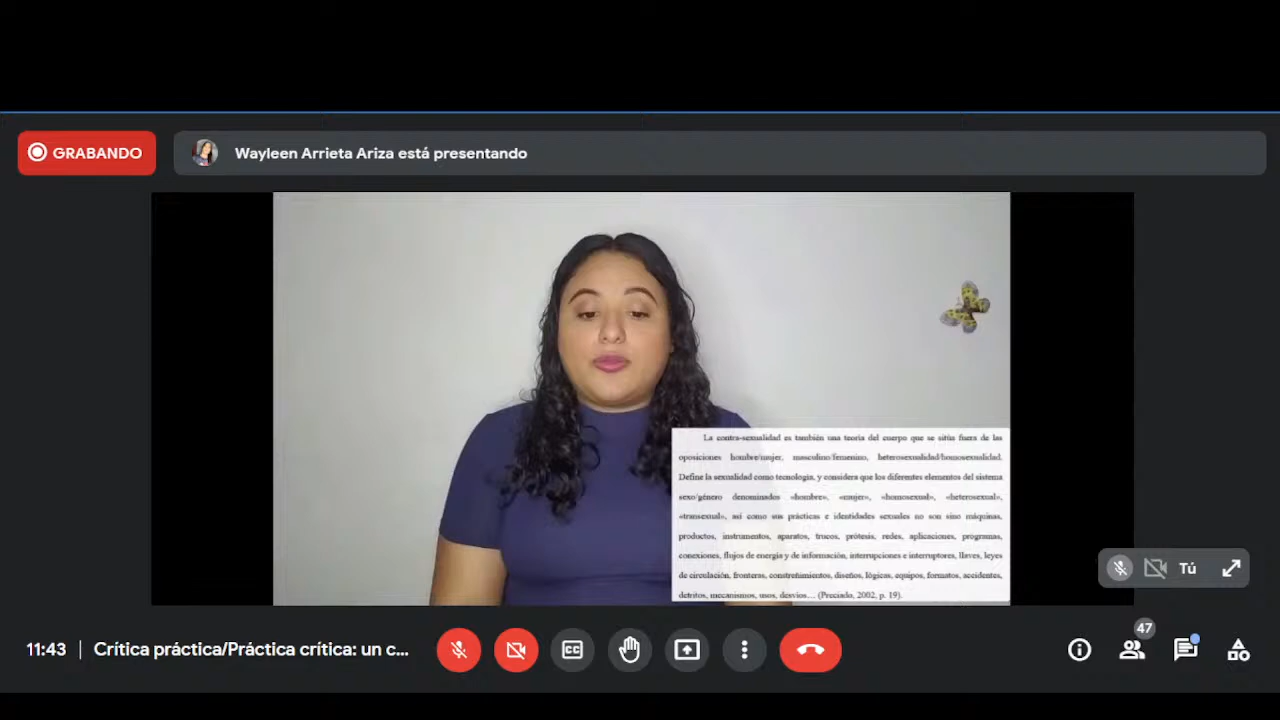 GRABANDO
Wayleen Arrieta Ariza está presentando
La contra-sexualidad es también una teoría del cuerpo que se sitúa fuera de las
oposiciones hombre/mujer, masculino/femenino, heterosexualidad/homosexualidad.
Define la sexualidad como tecnología, y considera que los diferentes elementos del sistema
sexo/género denominados «hombre», «mujer», «homosexual», «heterosexual»,
«transexual», así como sus prácticas e identidades sexuales no son sino máquinas,
productos, instrumentos, aparatos, trucos, prótesis, redes, aplicaciones, programas,
conexiones, flujos de energía y de información, interrupciones e interruptores, llaves, leyes
de circulación, fronteras, constreñimientos, diseños, lógicas, equipos, formatos, accidentes,
detritos, mecanismos, usos, desvíos... (Preciado, 2002, p. 19).
Tú
47
11:43 Crítica práctica/Práctica crítica: un c...
CC